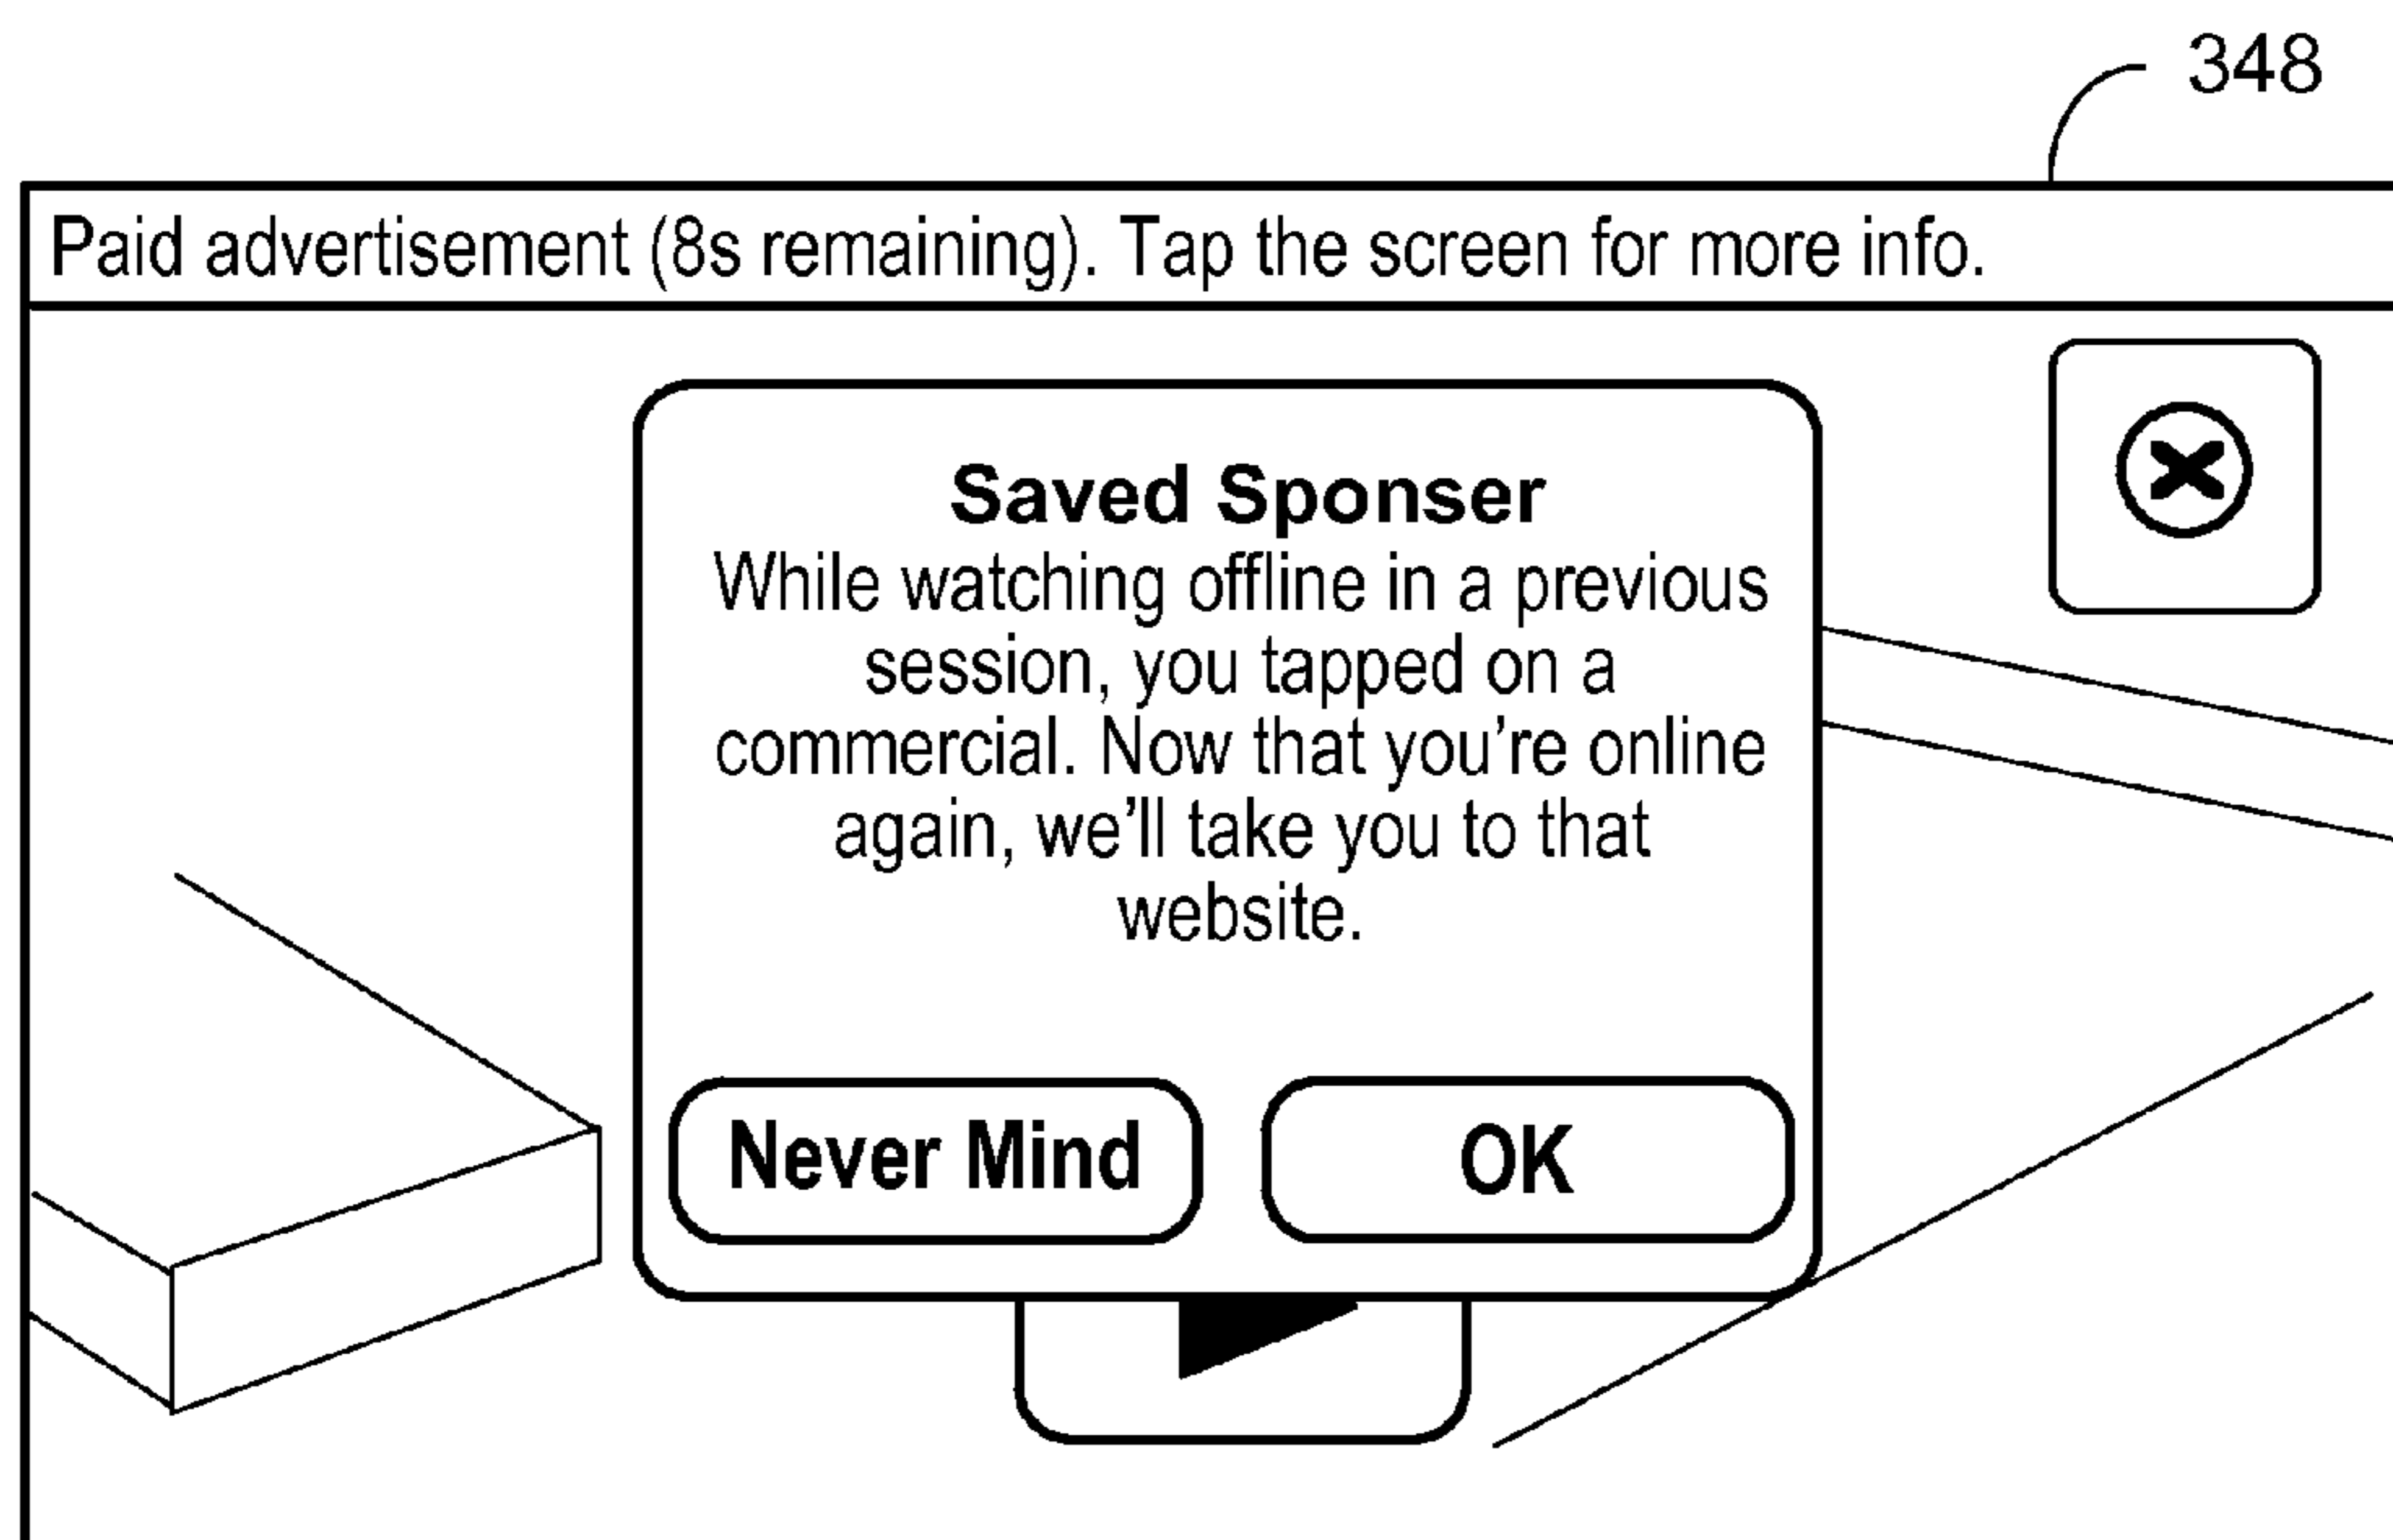 348
Paid advertisement (8s remaining). Tap the screen for more info.
Saved Sponser
While watching offline in a previous
session, you tapped on a
commercial. Now that you're online
again, we'll take you to that
website.
Never Mind
OK